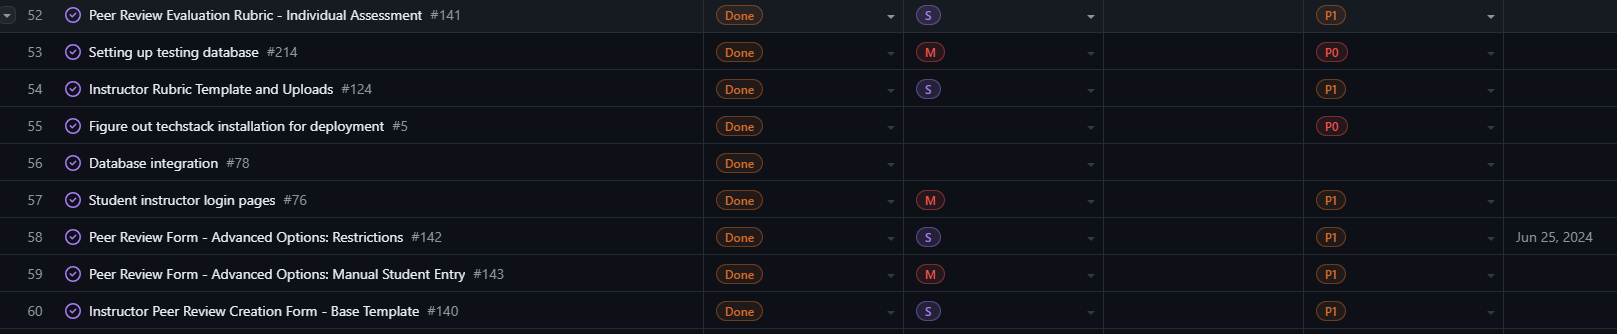 52 Peer Review Evaluation Rubric - Individual Assessment #141 Done S P1
53 Setting up testing database #214 Done M P0
54 Instructor Rubric Template and Uploads #124 Done S P1
55 Figure out techstack installation for deployment #5 Done P0
56 Database integration #78 Done
57 Student instructor login pages #76 Done M P1
58 Peer Review Form - Advanced Options: Restrictions #142 Done S P1 Jun 25, 2024
59 Peer Review Form - Advanced Options: Manual Student Entry #143 Done M P1
60 Instructor Peer Review Creation Form - Base Template #140 Done S P1